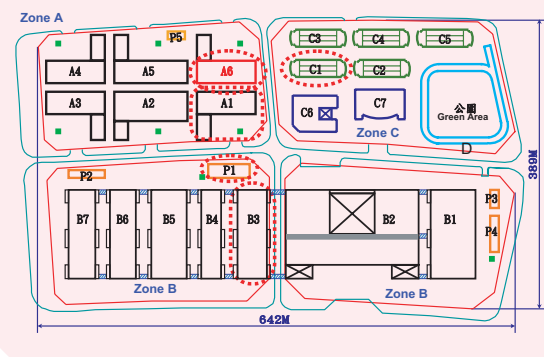 Zone A
P5
C3 C4 C5
A4 A5 A6
C1 C2
A3 A2 A1
C6 C7
公園
Green Area
Zone C
D
389M
P2 P1
P3
B7 B6 B5 B4 B3 B2 B1
P4
Zone B Zone B
642M